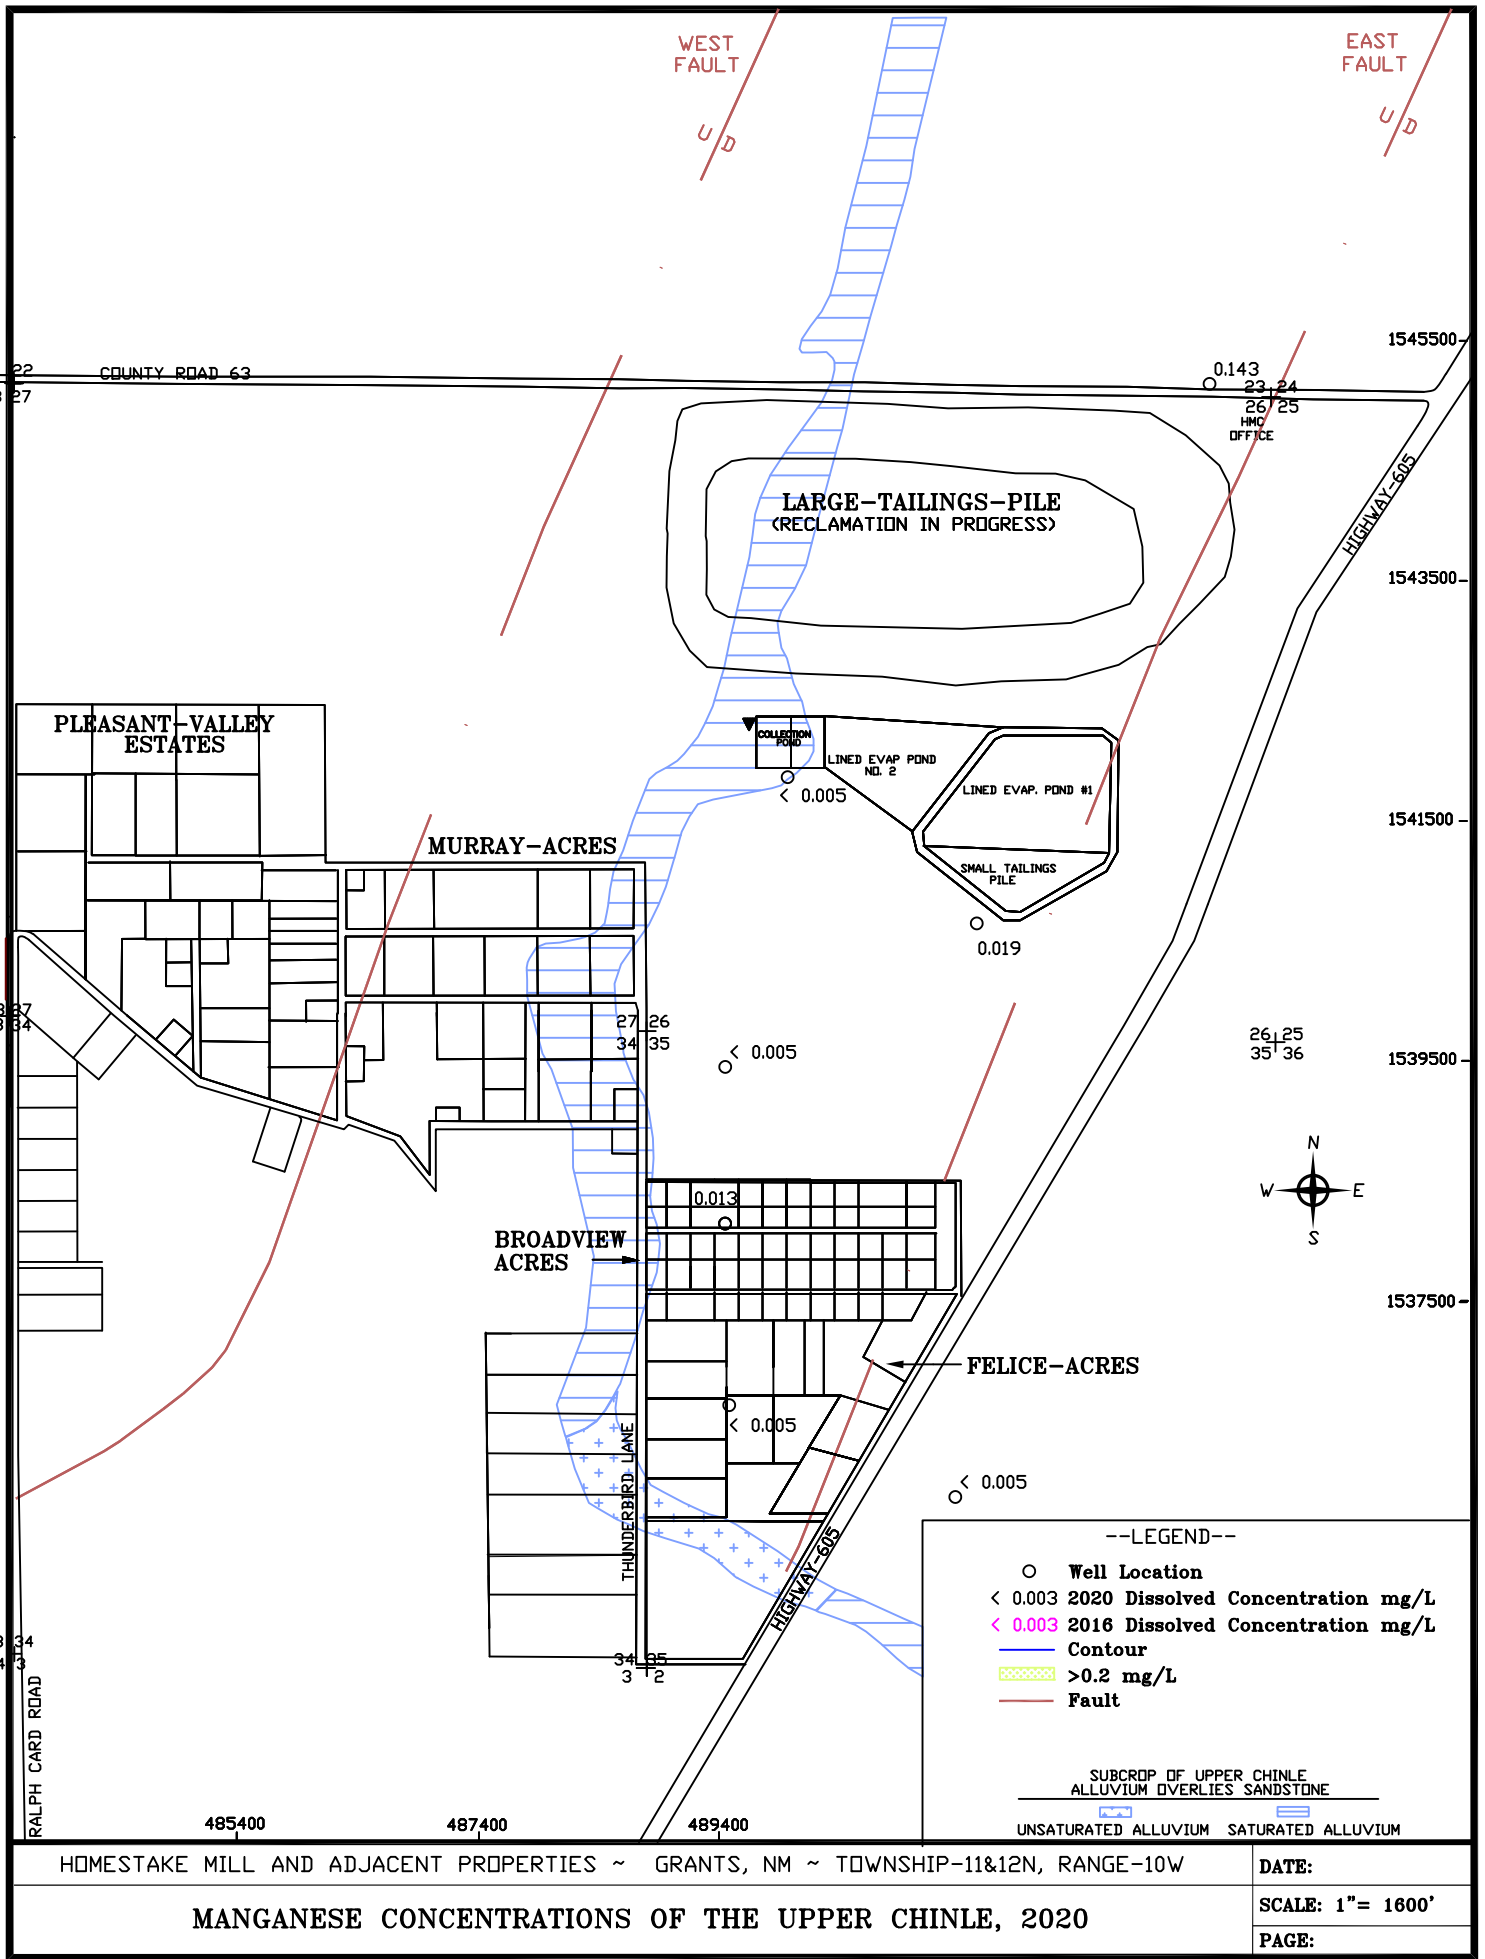 WEST
FAULT
EAST
FAULT
U D
U D
1545500
22
27
COUNTY ROAD 63
0.143
23 24
26 25
HMC
OFFICE
LARGE-TAILINGS-PILE
(RECLAMATION IN PROGRESS)
HIGHWAY-605
1543500
PLEASANT-VALLEY
ESTATES
COLLECTION
POND
LINED EVAP POND
NO. 2
LINED EVAP. POND #1
< 0.005
1541500
MURRAY-ACRES
SMALL TAILINGS
PILE
0.019
27 26
34 35
< 0.005
26 25
35 36
1539500
N
W E
S
0.013
BROADVIEW
ACRES
1537500
FELICE-ACRES
< 0.005
THUNDERBIRD LANE
< 0.005
HIGHWAY-605
34 35
3 2
34
3
RALPH CARD ROAD
--LEGEND--
Well Location
< 0.003 2020 Dissolved Concentration mg/L
< 0.003 2016 Dissolved Concentration mg/L
Contour
>0.2 mg/L
Fault
SUBCROP OF UPPER CHINLE
ALLUVIUM OVERLIES SANDSTONE
UNSATURATED ALLUVIUM SATURATED ALLUVIUM
485400 487400 489400
HOMESTAKE MILL AND ADJACENT PROPERTIES ~ GRANTS, NM ~ TOWNSHIP-11&12N, RANGE-10W
DATE:
MANGANESE CONCENTRATIONS OF THE UPPER CHINLE, 2020
SCALE: 1"= 1600'
PAGE: